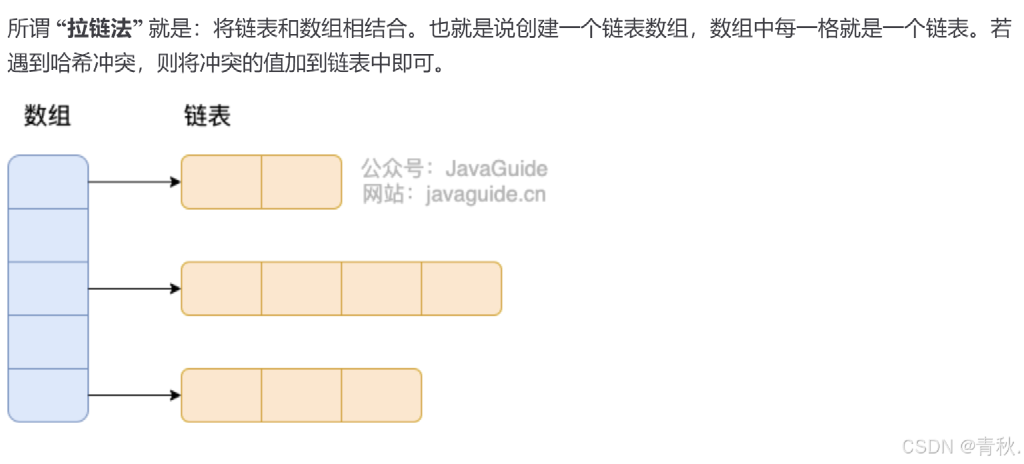 所谓 “拉链法” 就是：将链表和数组相结合。也就是说创建一个链表数组，数组中每一格就是一个链表。若
遇到哈希冲突，则将冲突的值加到链表中即可。
数组
链表
公众号：JavaGuide
网站：javaguide.cn
CSDN @青秋.